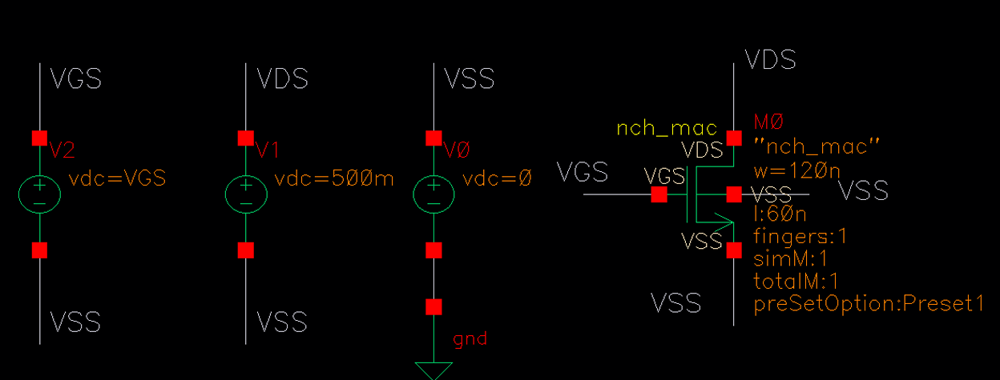 VGS
V2
vdc=VGS
VSS
VDS
V1
vdc=500m
VSS
VSS
V0
vdc=0
gnd
VDS
nch_mac
M0
VDS
"nch_mac"
VGS
VGS
w=120n
VSS
VSS
l:60n
VSS
fingers:1
simM:1
totalM:1
VSS
preSetOption:Preset1